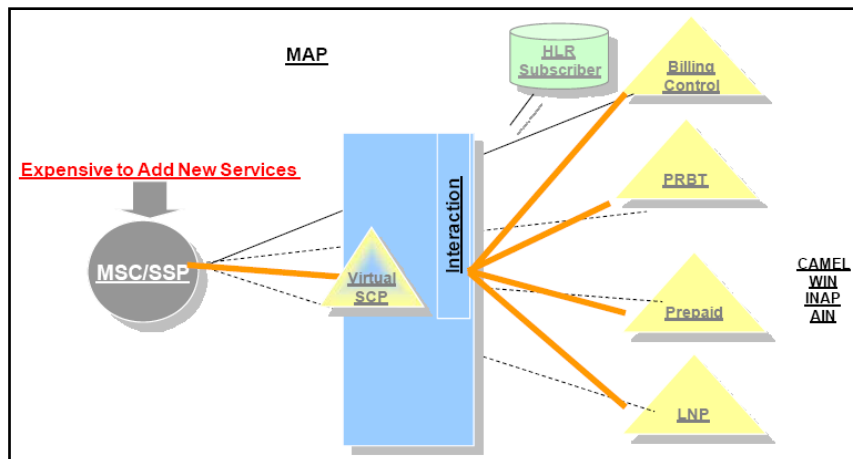 MAP
HLR
Subscriber
Billing
Control
Expensive to Add New Services
PRBT
Interaction
MSC/SSP
Virtual
SCP
CAMEL
WIN
INAP
AIN
Prepaid
LNP